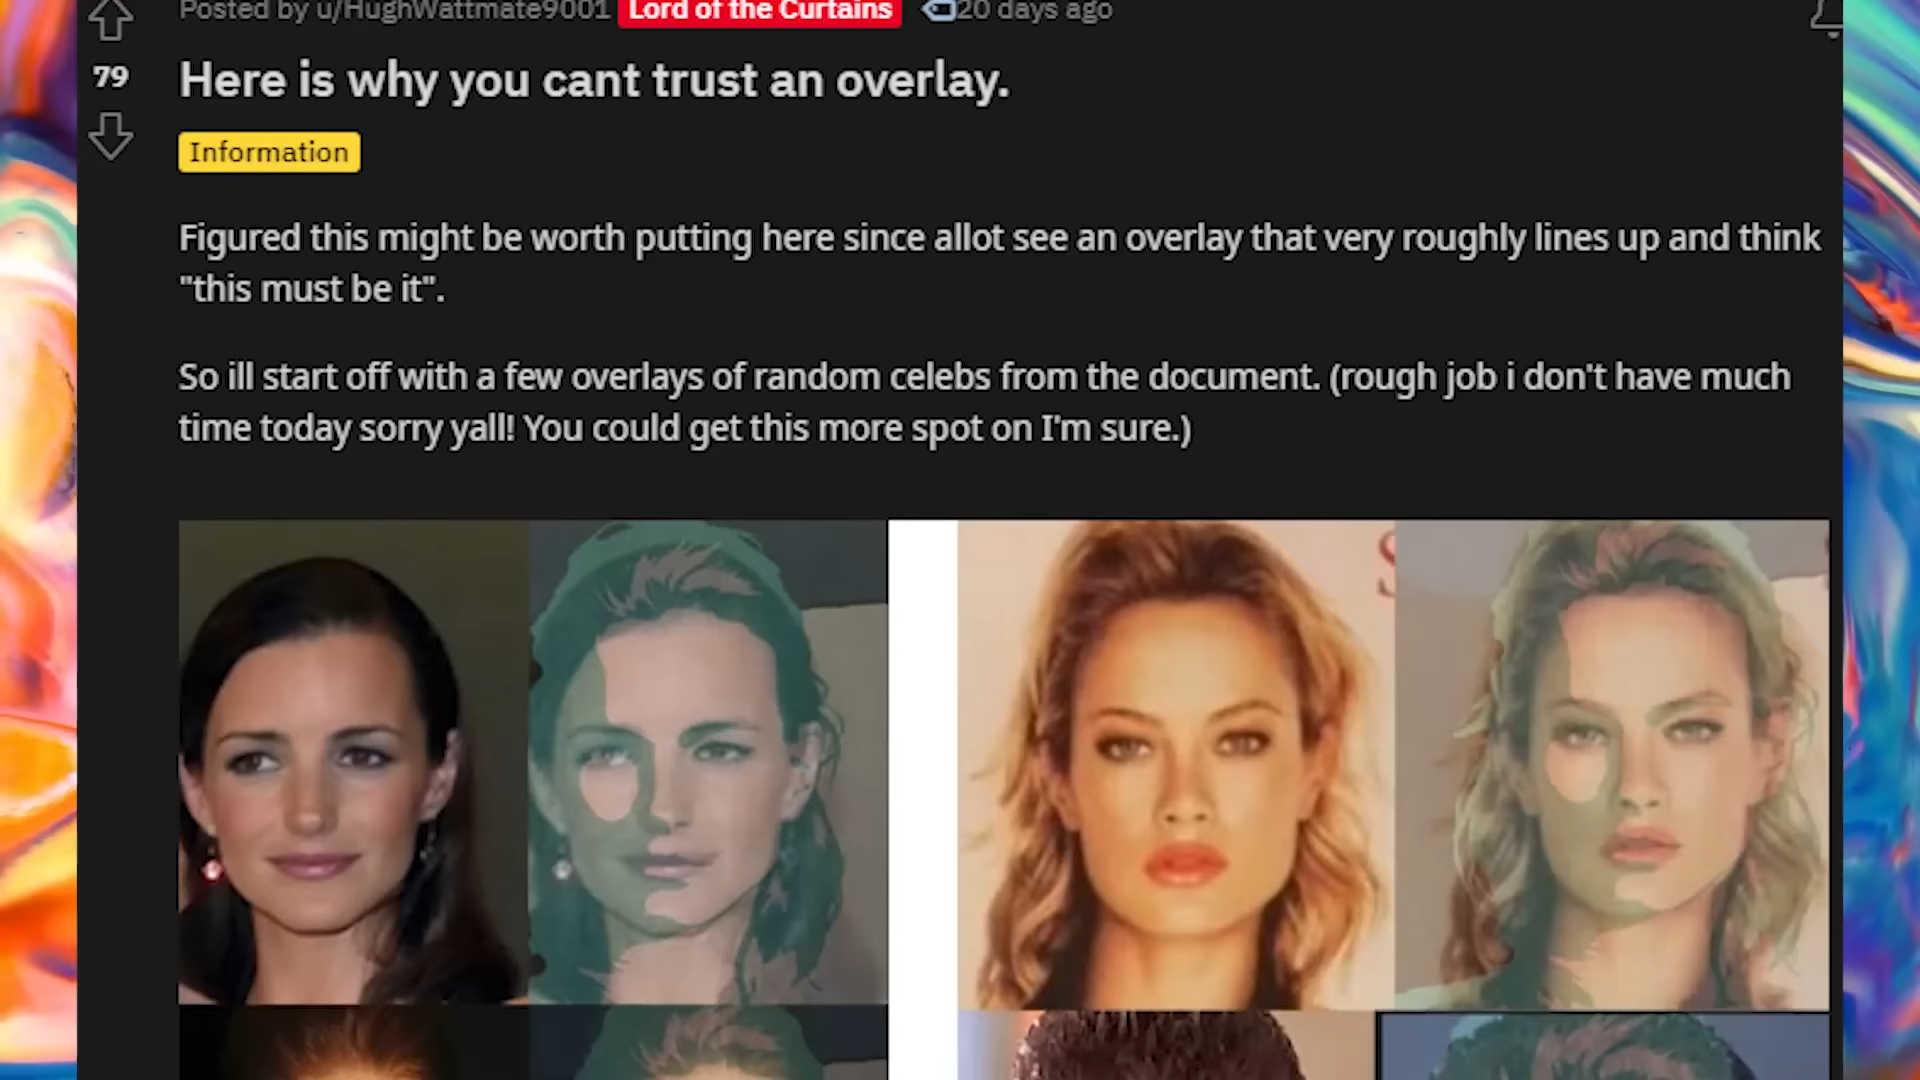 Posted by u/HughWattmate9001 Lord of the Curtains 20 days ago
79
Here is why you cant trust an overlay.
Information
Figured this might be worth putting here since allot see an overlay that very roughly lines up and think
"this must be it".
So ill start off with a few overlays of random celebs from the document. (rough job i don't have much
time today sorry yall! You could get this more spot on I'm sure.)
S